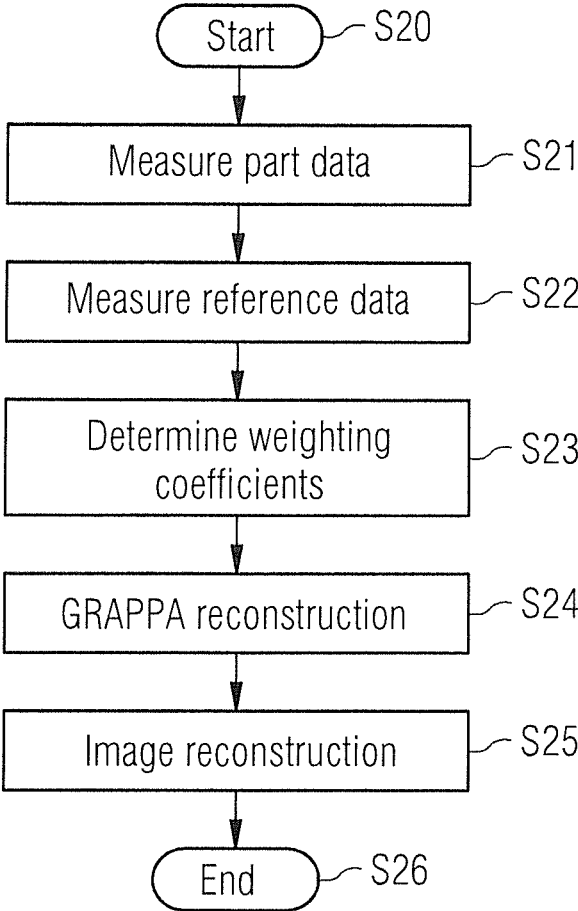 Start
S20
Measure part data
S21
Measure reference data
S22
Determine weighting
coefficients
S23
GRAPPA reconstruction
S24
Image reconstruction
S25
End
S26